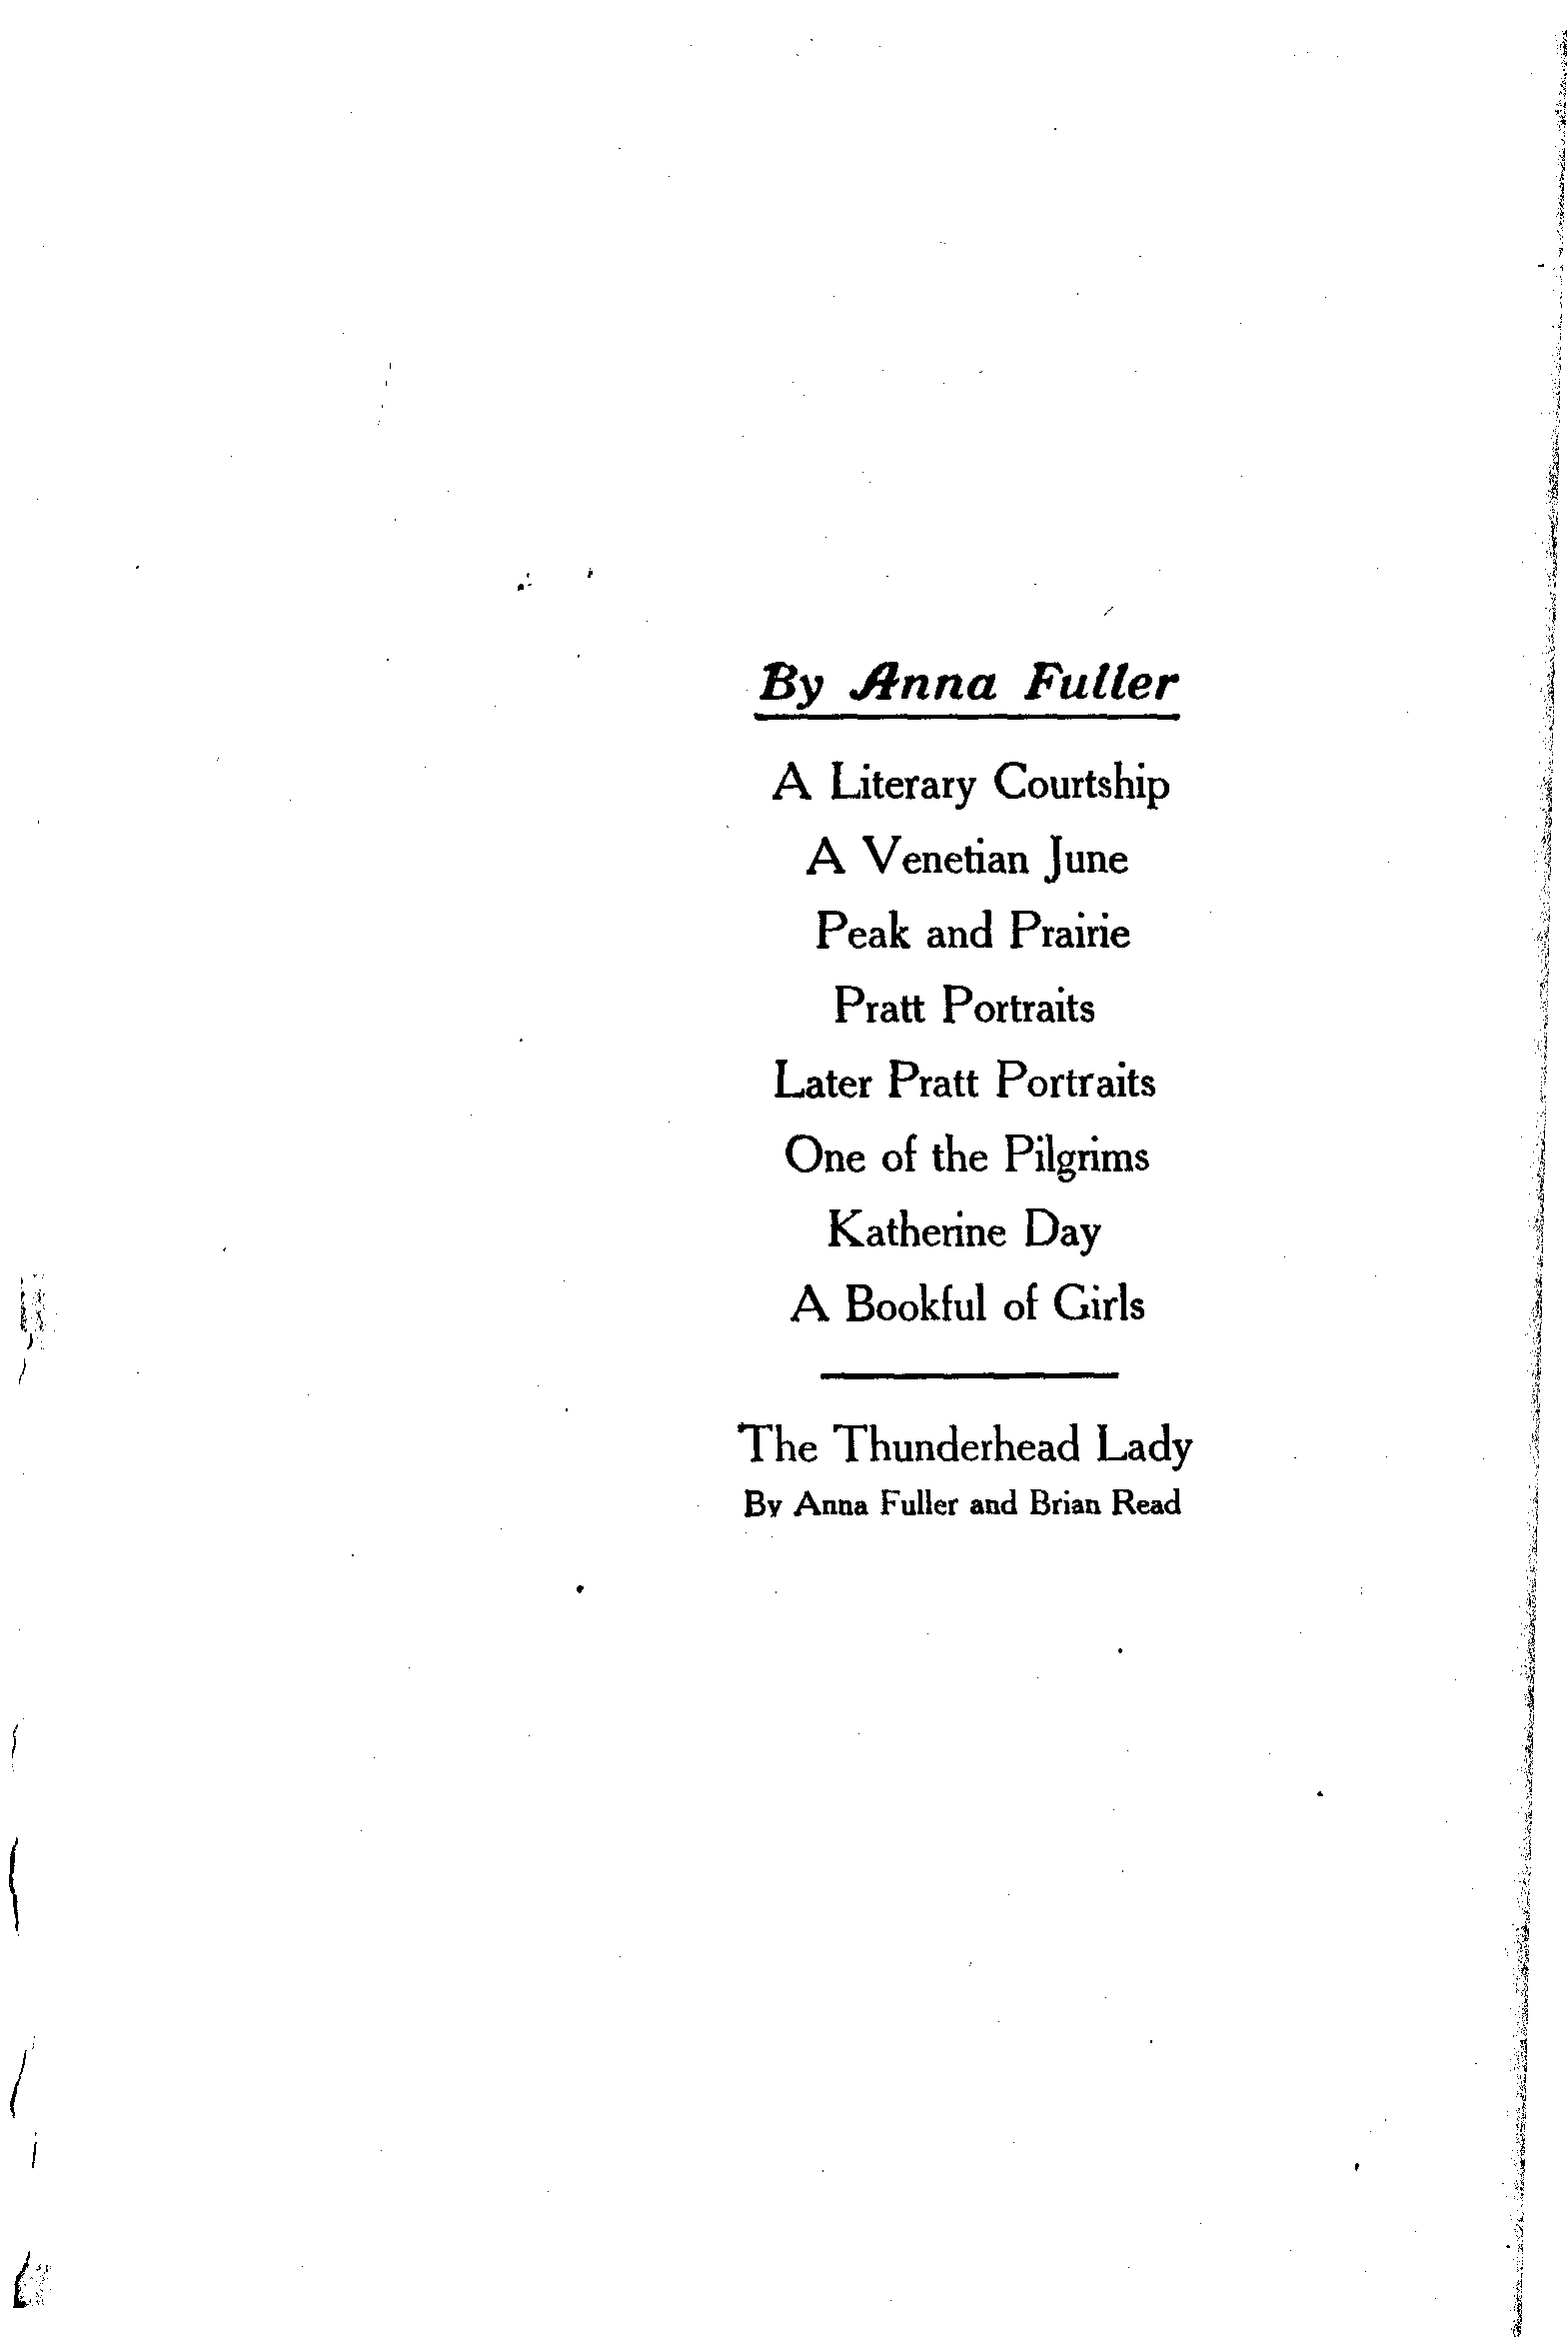 By Anna Fuller
A Literary Courtship
A Venetian June
Peak and Prairie
Pratt Portraits
Later Pratt Portraits
One of the Pilgrims
Katherine Day
A Bookful of Girls
The Thunderhead Lady
By Anna Fuller and Brian Read